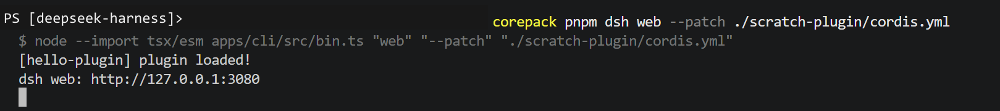 PS [deepseek-harness]> corepack pnpm dsh web --patch ./scratch-plugin/cordis.yml
$ node --import tsx/esm apps/cli/src/bin.ts "web" "--patch" "./scratch-plugin/cordis.yml"
[hello-plugin] plugin loaded!
dsh web: http://127.0.0.1:3080